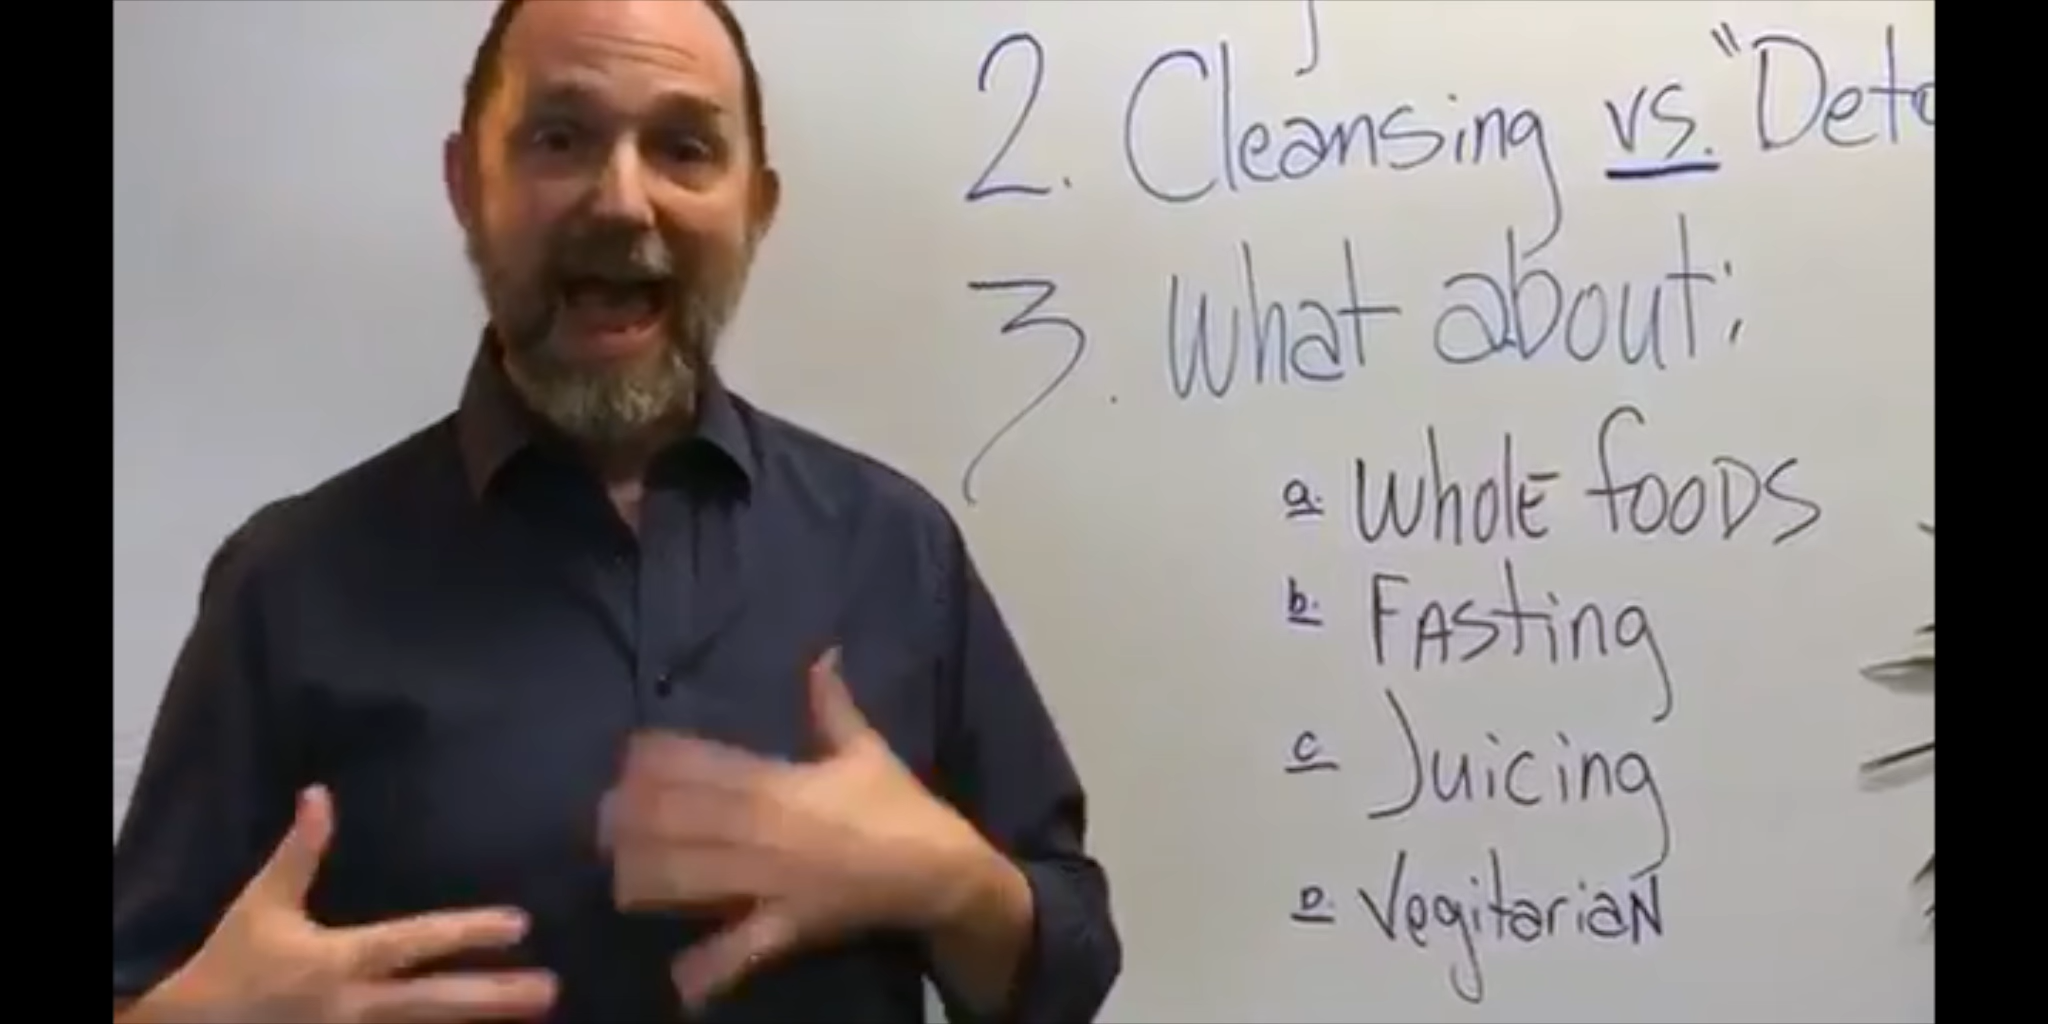 2. Cleansing vs. "Deto
3. What about:
a. Whole foods
b. Fasting
c Juicing
D. Vegitarian